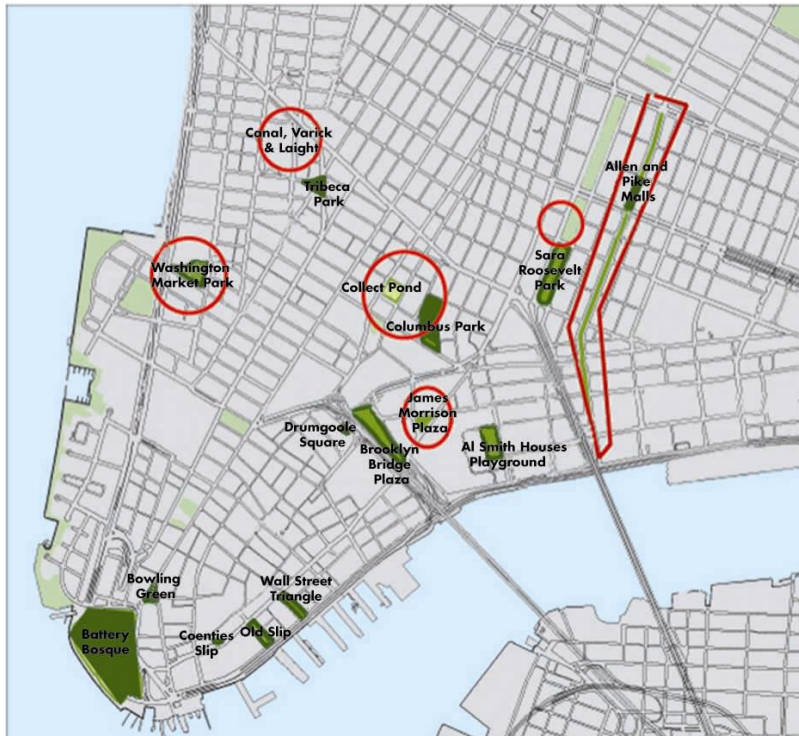 Canal, Varick
& Laight
Tribeca
Park
Allen and
Pike
Malls
Washington
Market Park
Collect Pond
Columbus Park
Sara
Roosevelt
Park
James
Morrison
Plaza
Drumgoole
Square
Brooklyn
Bridge
Plaza
Al Smith Houses
Playground
Bowling
Green
Wall Street
Triangle
Battery
Bosque
Coenties
Slip
Old Slip